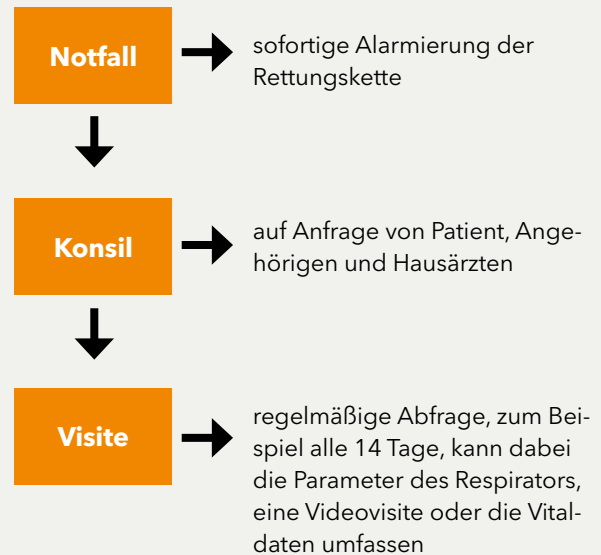 Notfall
sofortige Alarmierung der
Rettungskette
Konsil
auf Anfrage von Patient, Ange-
hörigen und Hausärzten
Visite
regelmäßige Abfrage, zum Bei-
spiel alle 14 Tage, kann dabei
die Parameter des Respirators,
eine Videovisite oder die Vital-
daten umfassen